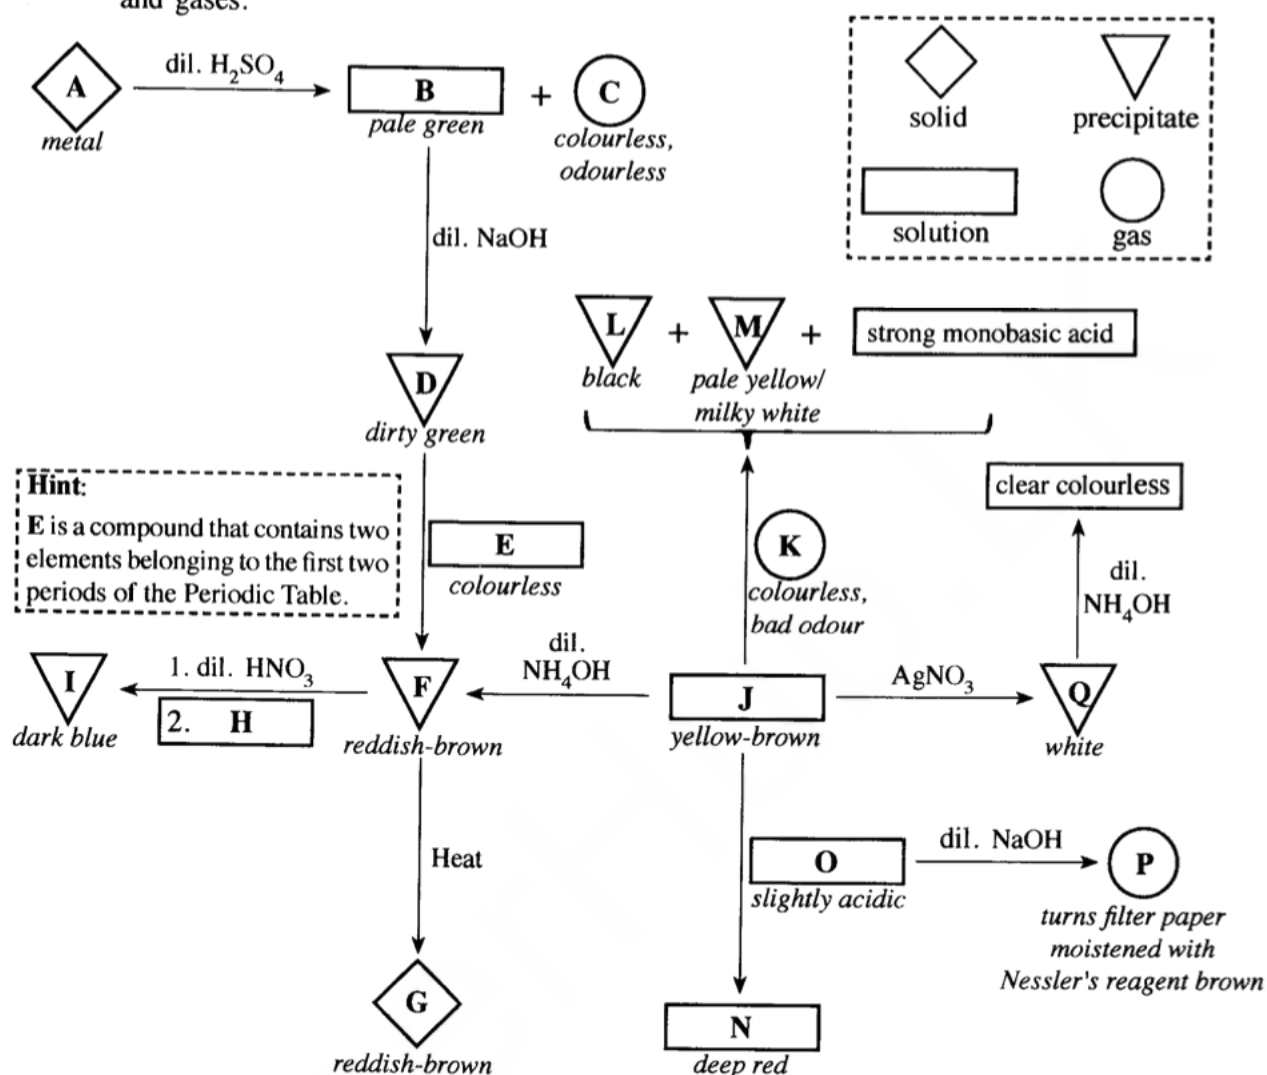 and gases.
A
dil. H₂SO₄
B
+
C
metal
pale green
colourless,
odourless
solid
precipitate
solution
gas
dil. NaOH
L
+
M
+
strong monobasic acid
black
pale yellow/
milky white
D
dirty green
Hint:
E is a compound that contains two
elements belonging to the first two
periods of the Periodic Table.
E
colourless
K
colourless,
bad odour
clear colourless
dil.
NH₄OH
I
dark blue
1. dil. HNO₃
2. H
F
reddish-brown
dil.
NH₄OH
J
yellow-brown
AgNO₃
Q
white
Heat
O
slightly acidic
dil. NaOH
P
turns filter paper
moistened with
Nessler's reagent brown
G
reddish-brown
N
deep red